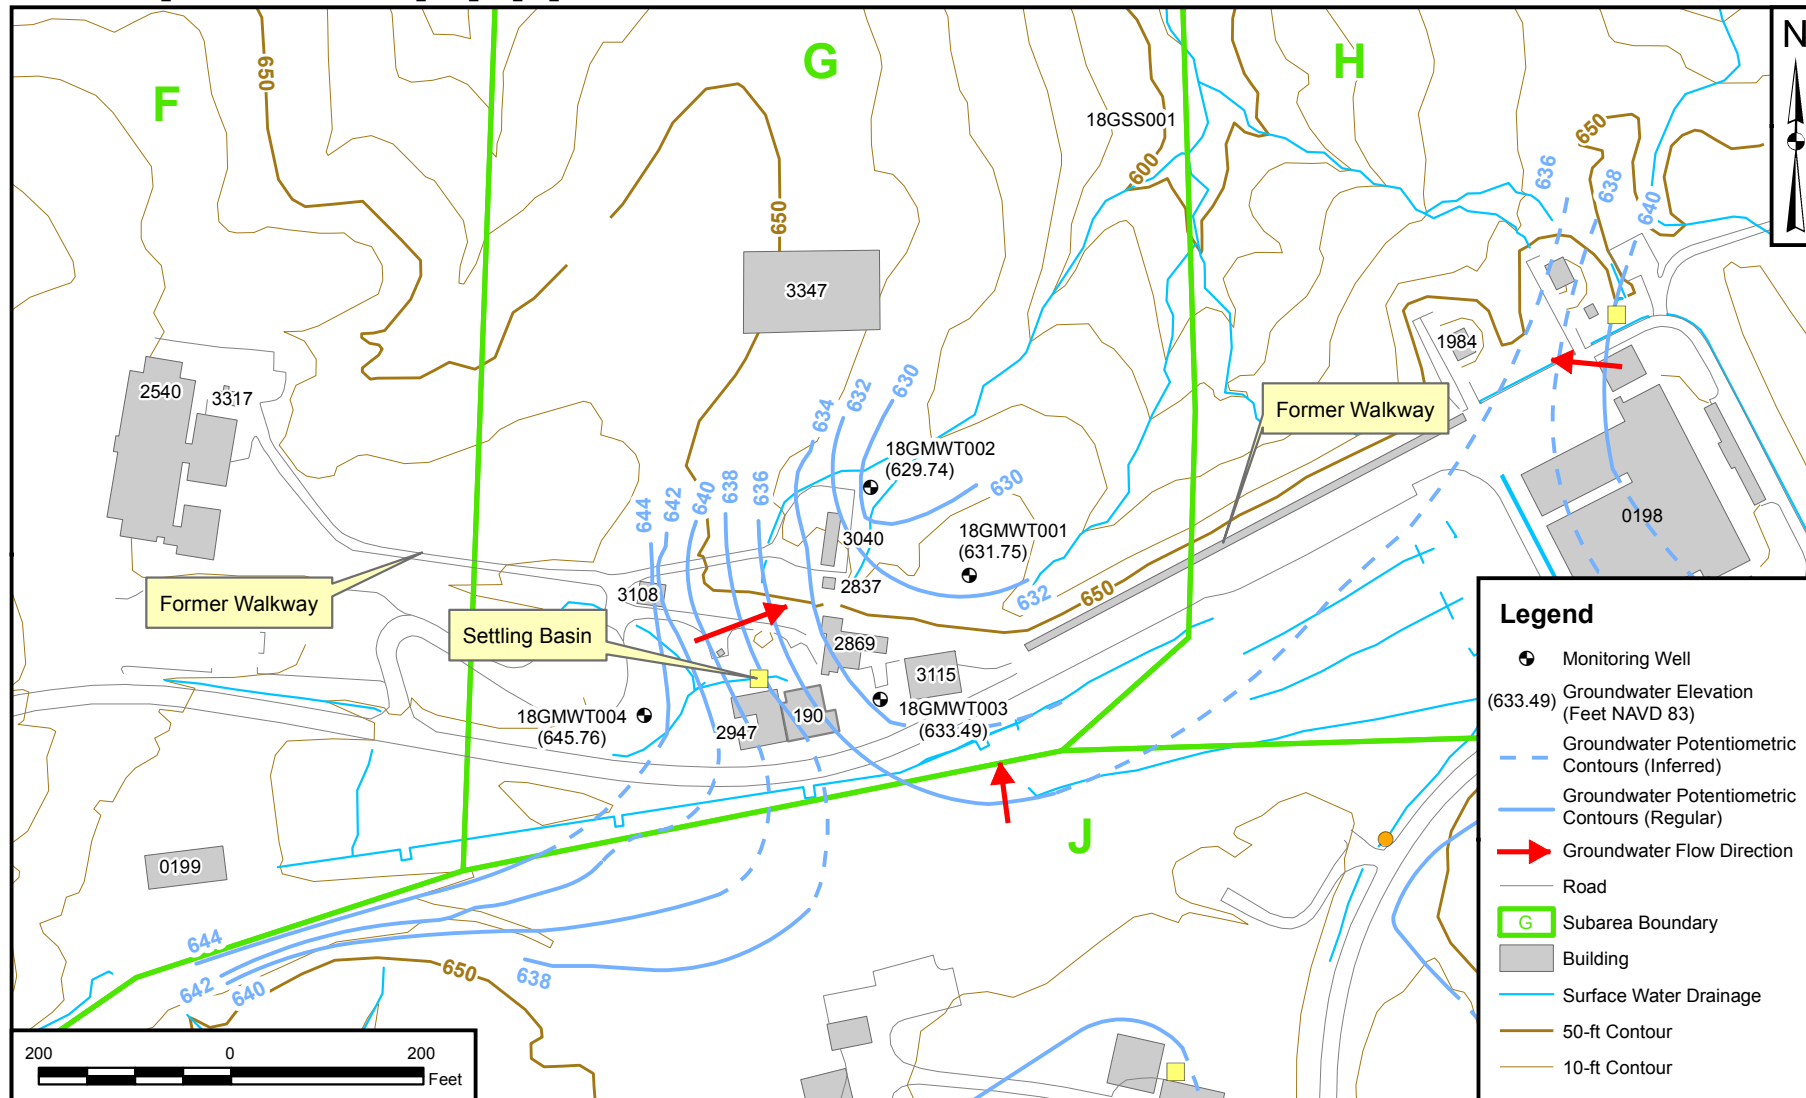 F
G
H
N
650
18GSS001
600
650
636
638
640
650
3347
1984
2540
3317
630
632
634
Former Walkway
18GMWT002
(629.74)
644
642
640
638
636
630
18GMWT001
(631.75)
3040
0198
2837
3108
632
650
Former Walkway
Settling Basin
2869
3115
18GMWT004
(645.76)
2947
190
18GMWT003
(633.49)
0199
J
644
642
640
650
638
200
0
200
Feet
Legend
Monitoring Well
(633.49)
Groundwater Elevation
(Feet NAVD 83)
Groundwater Potentiometric
Contours (Inferred)
Groundwater Potentiometric
Contours (Regular)
Groundwater Flow Direction
Road
G
Subarea Boundary
Building
Surface Water Drainage
50-ft Contour
10-ft Contour